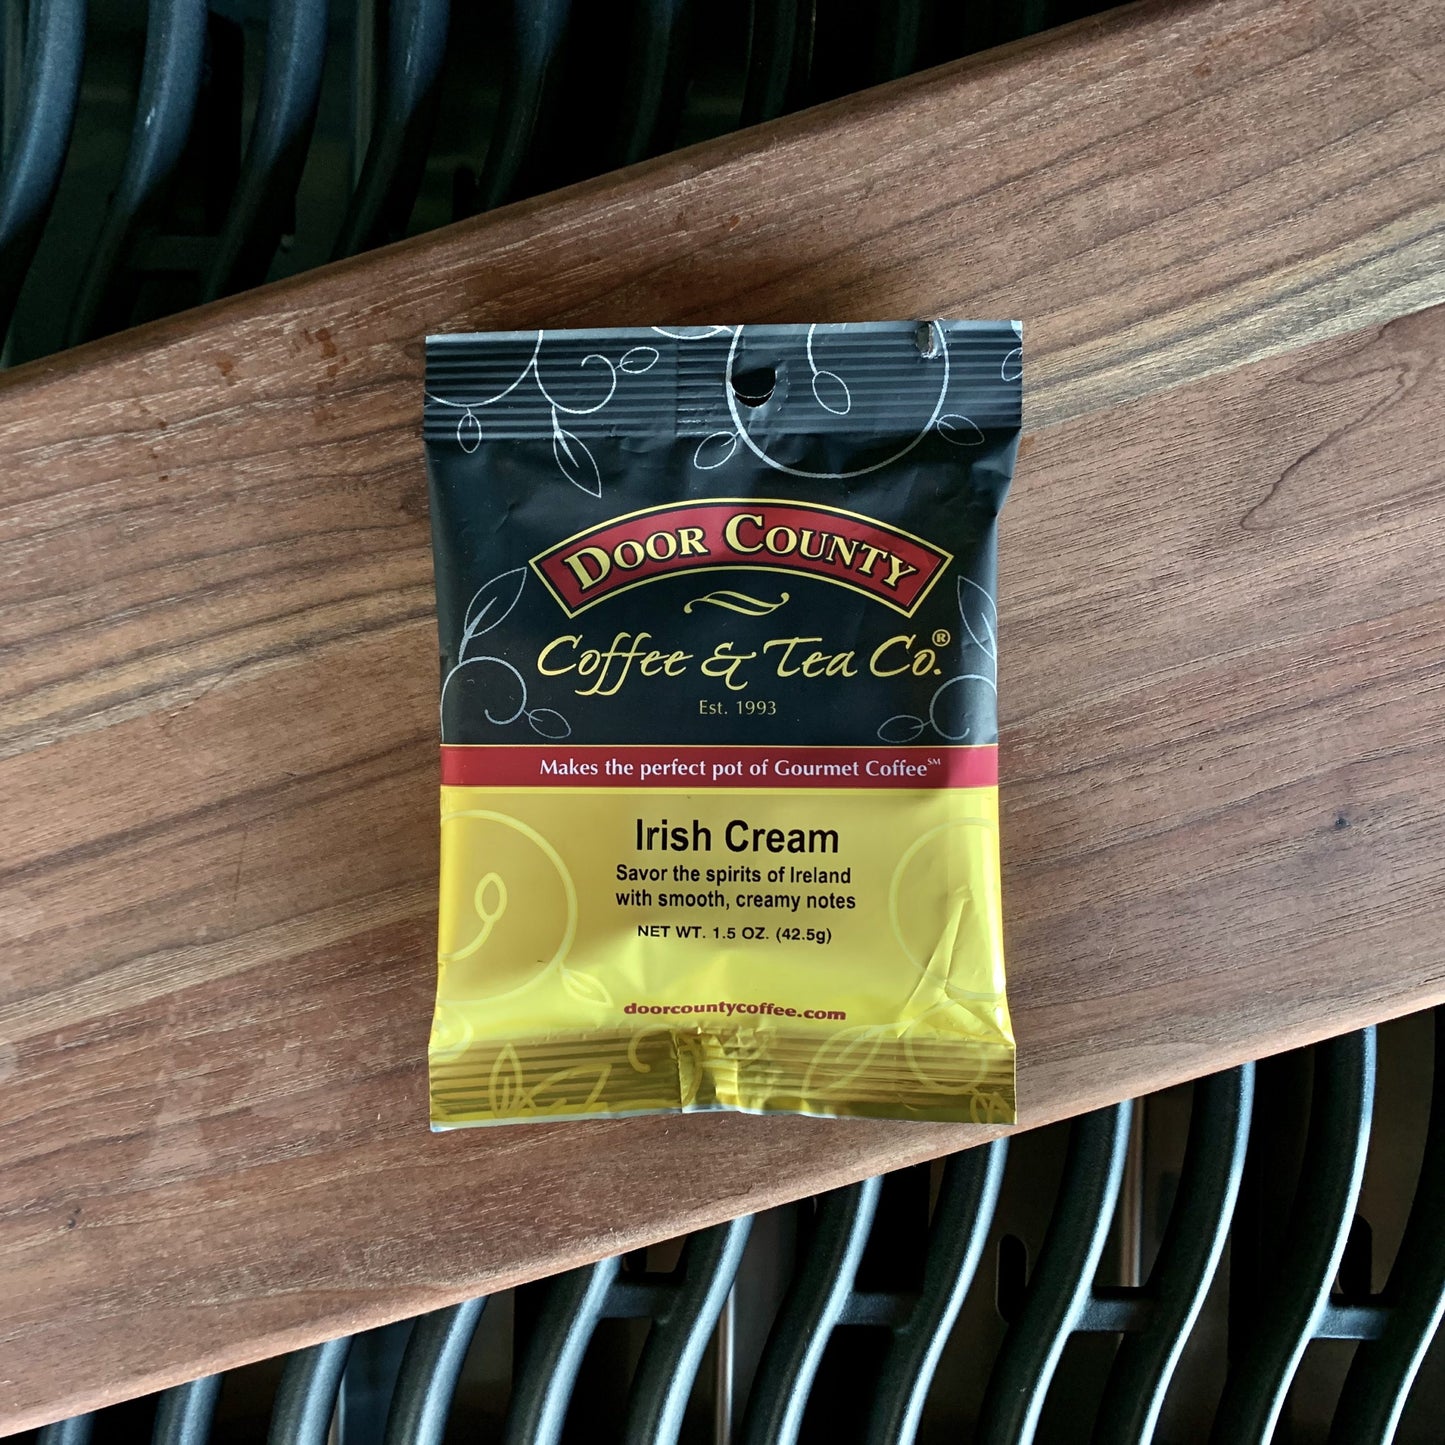 DOOR COUNTY
Coffee & Tea Co.®
Est. 1993
Makes the perfect pot of Gourmet Coffee℠
Irish Cream
Savor the spirits of Ireland
with smooth, creamy notes
NET WT. 1.5 OZ. (42.5g)
doorcountycoffee.com